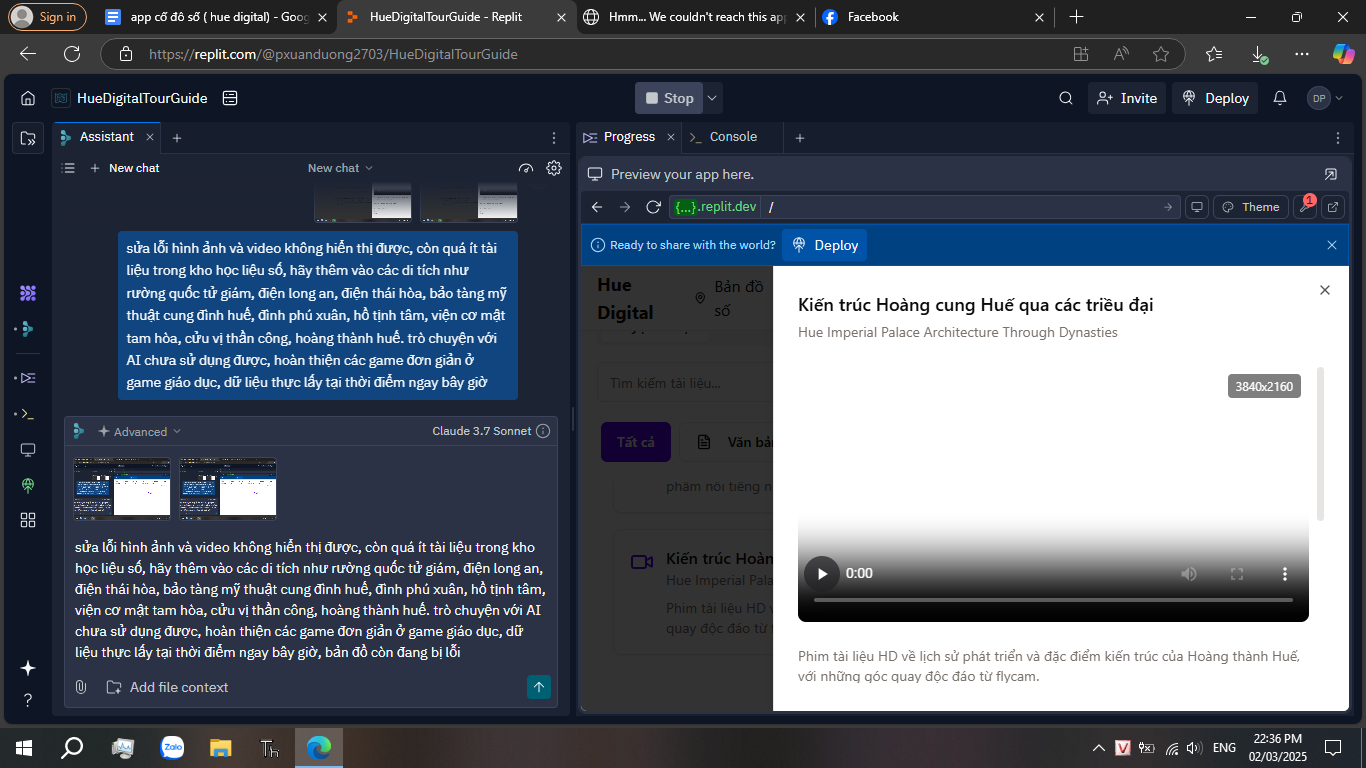 Sign in
app cố đô số ( hue digital) - Goog
HueDigitalTourGuide - Replit
Hmm... We couldn't reach this app
Facebook
https://replit.com/@pxuanduong2703/HueDigitalTourGuide
HueDigitalTourGuide
Stop
Invite
Deploy
DP
Assistant
Progress
Console
New chat
New chat
Preview your app here.
{...}.replit.dev
/
Theme
1
Ready to share with the world?
Deploy
sửa lỗi hình ảnh và video không hiển thị được, còn quá ít tài
liệu trong kho học liệu số, hãy thêm vào các di tích như
rường quốc tử giám, điện long an, điện thái hòa, bảo tàng mỹ
thuật cung đình huế, đình phú xuân, hồ tịnh tâm, viện cơ mật
tam hòa, cửu vị thần công, hoàng thành huế. trò chuyện với
AI chưa sử dụng được, hoàn thiện các game đơn giản ở
game giáo dục, dữ liệu thực lấy tại thời điểm ngay bây giờ
Advanced
Claude 3.7 Sonnet
sửa lỗi hình ảnh và video không hiển thị được, còn quá ít tài liệu trong kho
học liệu số, hãy thêm vào các di tích như rường quốc tử giám, điện long an,
điện thái hòa, bảo tàng mỹ thuật cung đình huế, đình phú xuân, hồ tịnh tâm,
viện cơ mật tam hòa, cửu vị thần công, hoàng thành huế. trò chuyện với AI
chưa sử dụng được, hoàn thiện các game đơn giản ở game giáo dục, dữ
liệu thực lấy tại thời điểm ngay bây giờ, bản đồ còn đang bị lỗi
Add file context
Hue
Digital
Bản đồ
số
Tìm kiếm tài liệu...
Tất cả
Văn bản
phẩm nổi tiếng n
Kiến trúc Hoàn
Hue Imperial Pala
Phim tài liệu HD v
quay độc đáo từ
Kiến trúc Hoàng cung Huế qua các triều đại
Hue Imperial Palace Architecture Through Dynasties
3840x2160
0:00
Phim tài liệu HD về lịch sử phát triển và đặc điểm kiến trúc của Hoàng thành Huế,
với những góc quay độc đáo từ flycam.
Zalo
Th
V
ENG
22:36 PM
02/03/2025